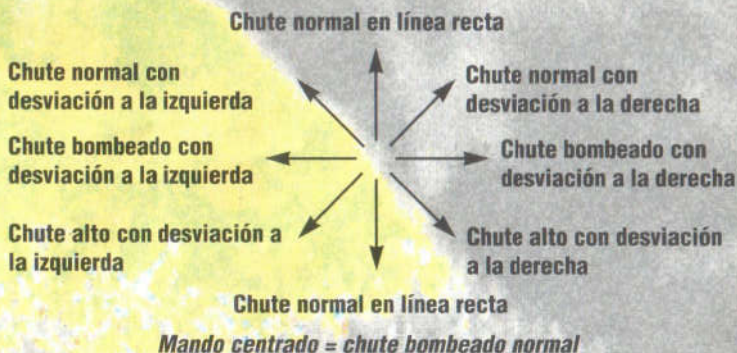 Chute normal en línea recta
Chute normal con
desviación a la izquierda
Chute normal con
desviación a la derecha
Chute bombeado con
desviación a la izquierda
Chute bombeado con
desviación a la derecha
Chute alto con desviación a
la izquierda
Chute alto con desviación
a la derecha
Chute normal en línea recta
Mando centrado = chute bombeado normal